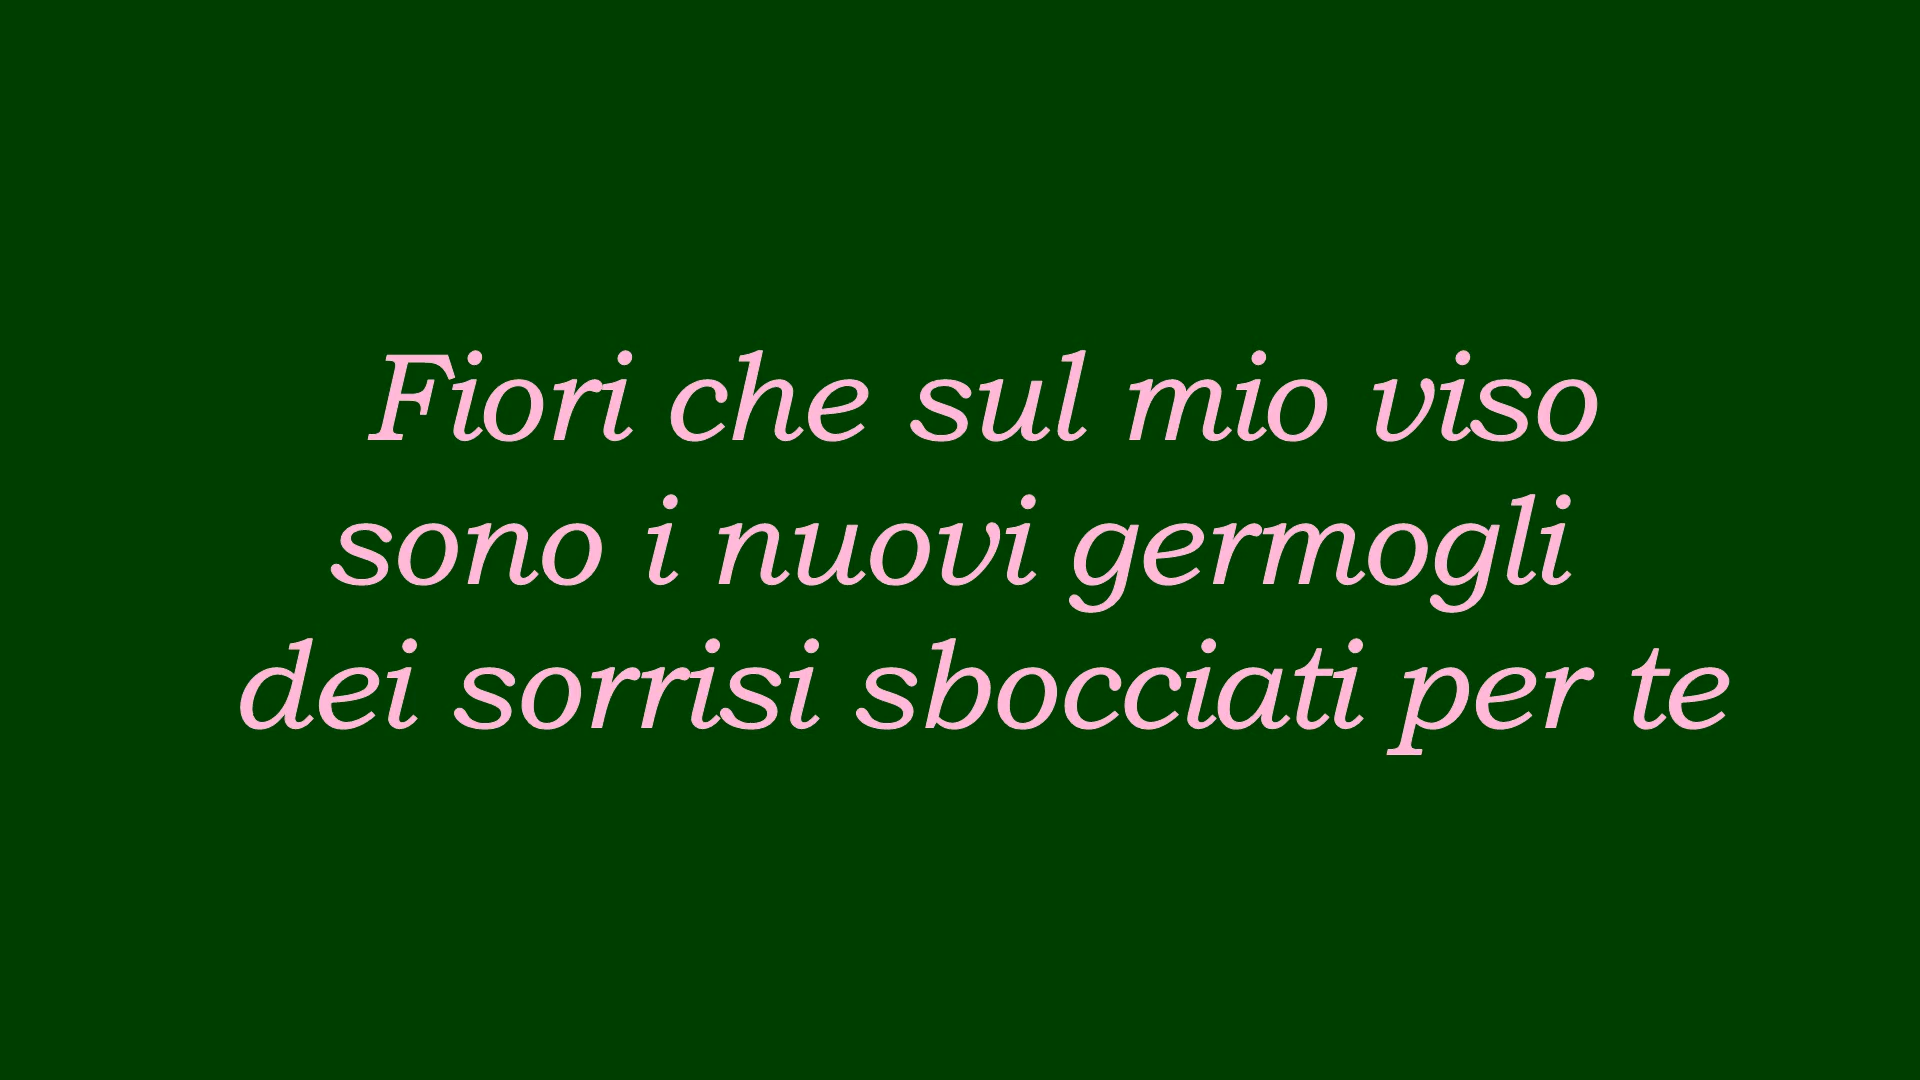 Fiori che sul mio viso
sono i nuovi germogli
dei sorrisi sbocciati per te